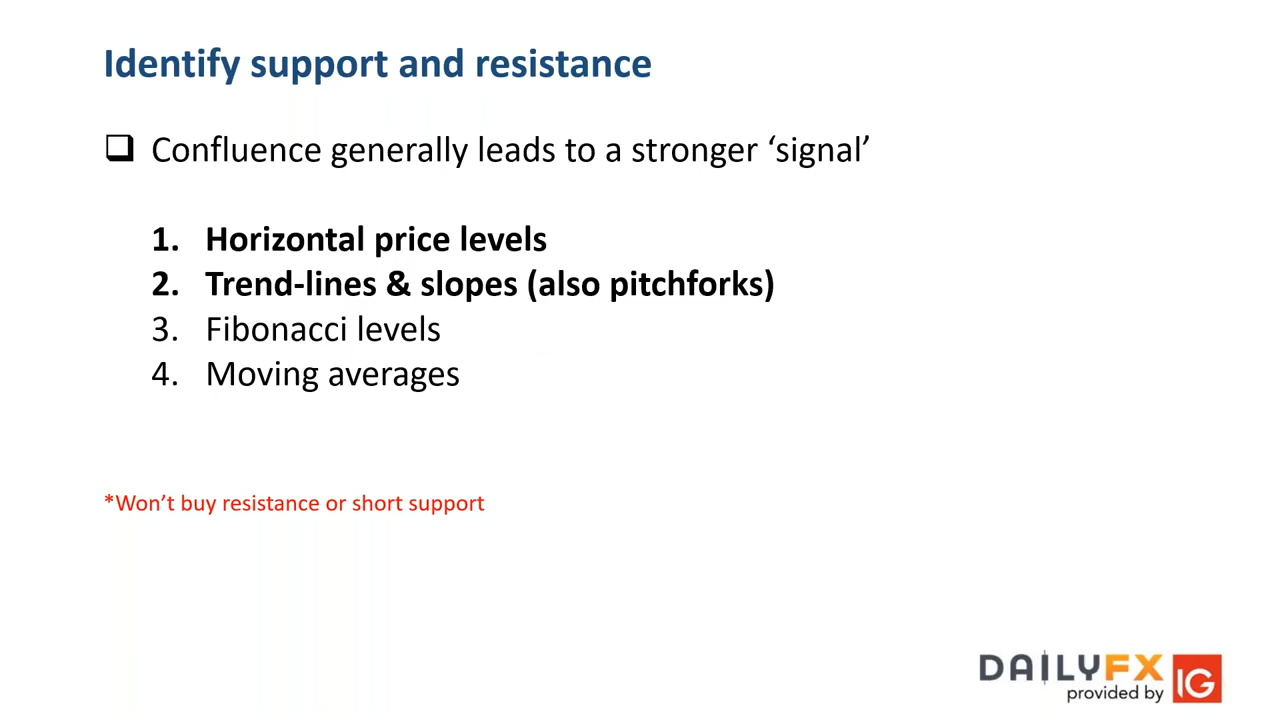 Identify support and resistance
❑ Confluence generally leads to a stronger ‘signal’
1. Horizontal price levels
2. Trend-lines & slopes (also pitchforks)
3. Fibonacci levels
4. Moving averages
*Won’t buy resistance or short support
DAILYFX
provided by IG